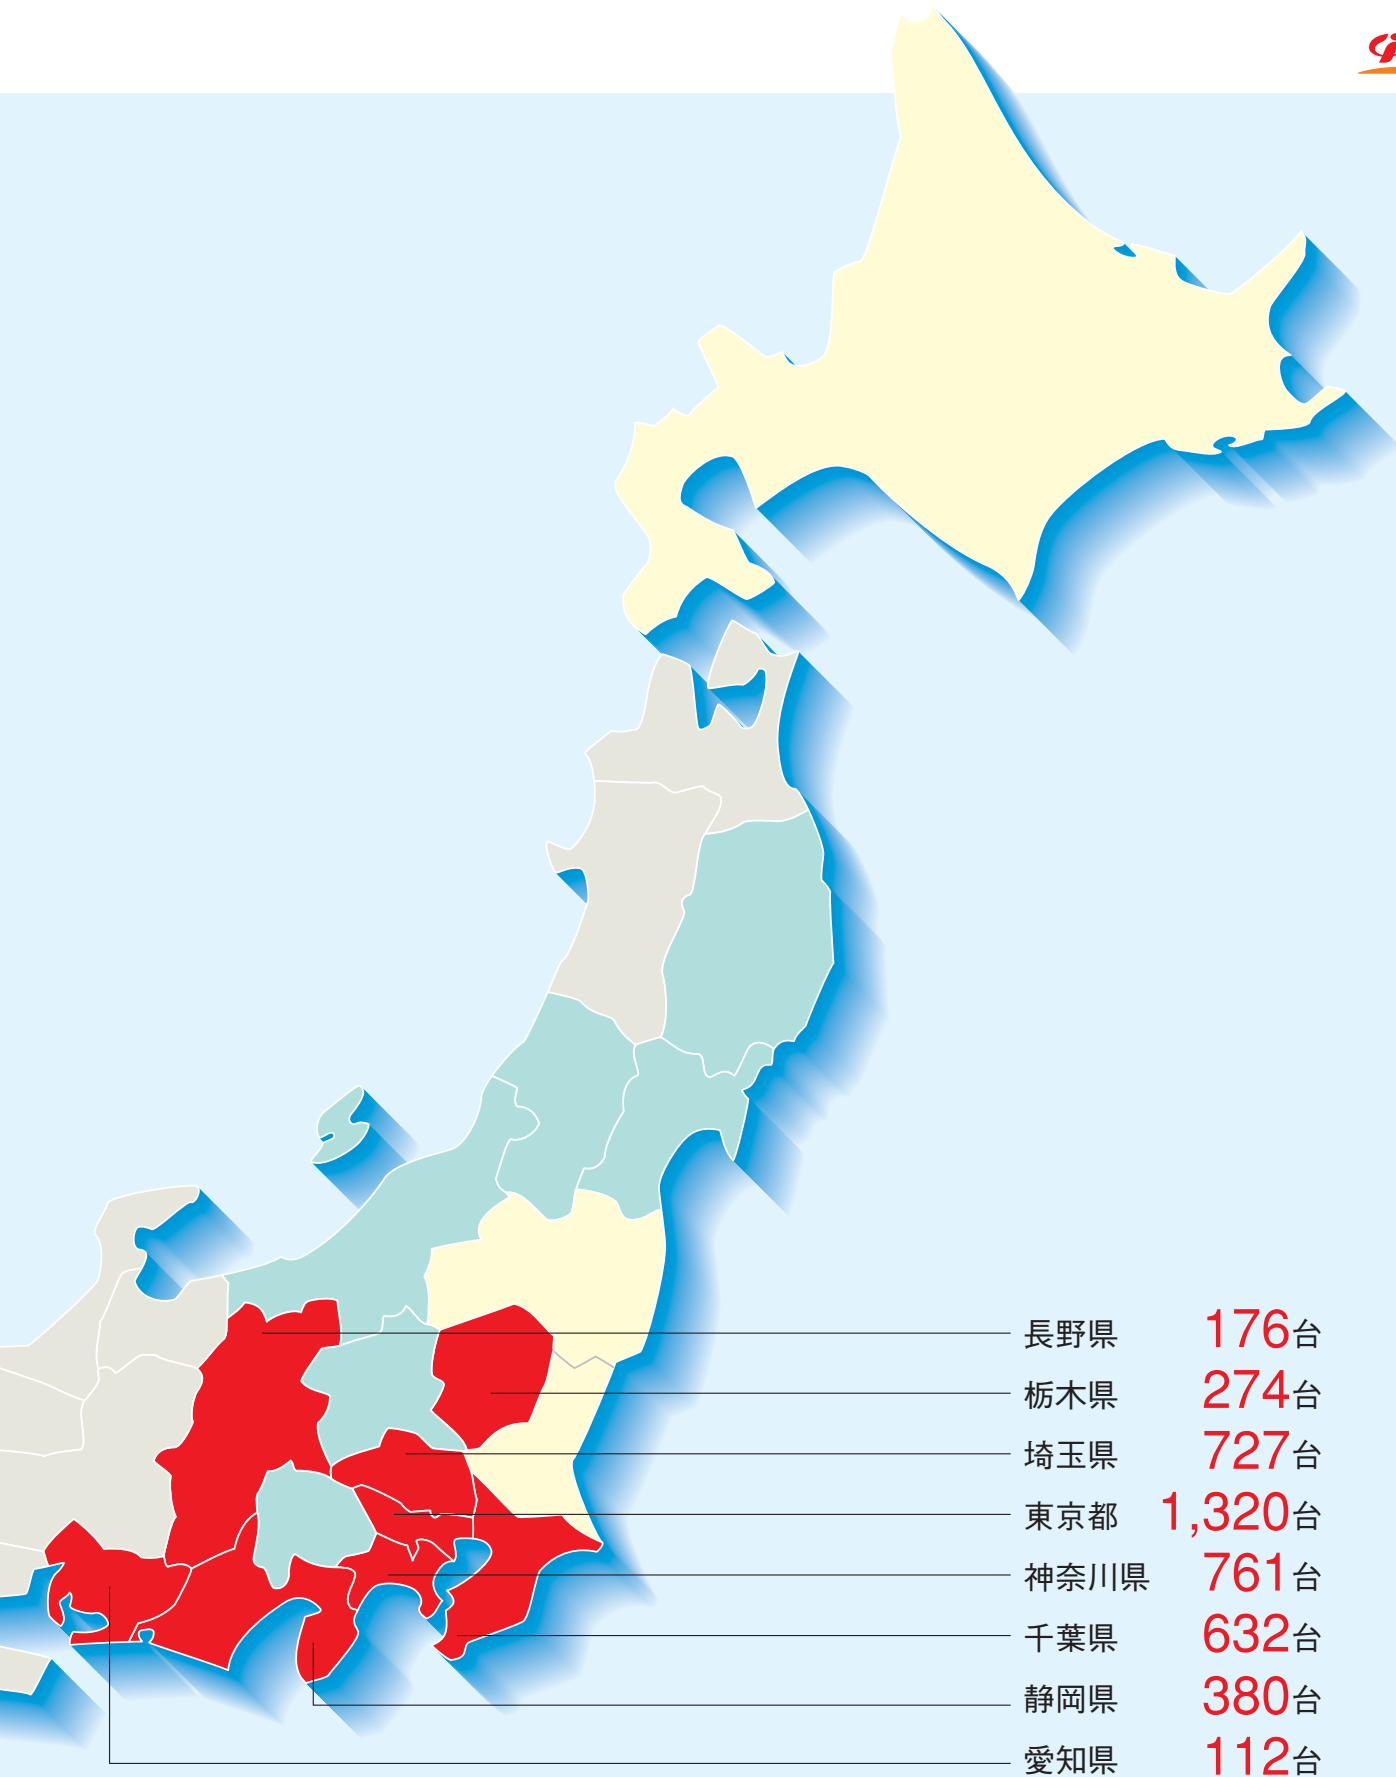 長野県 176台
栃木県 274台
埼玉県 727台
東京都 1,320台
神奈川県 761台
千葉県 632台
静岡県 380台
愛知県 112台